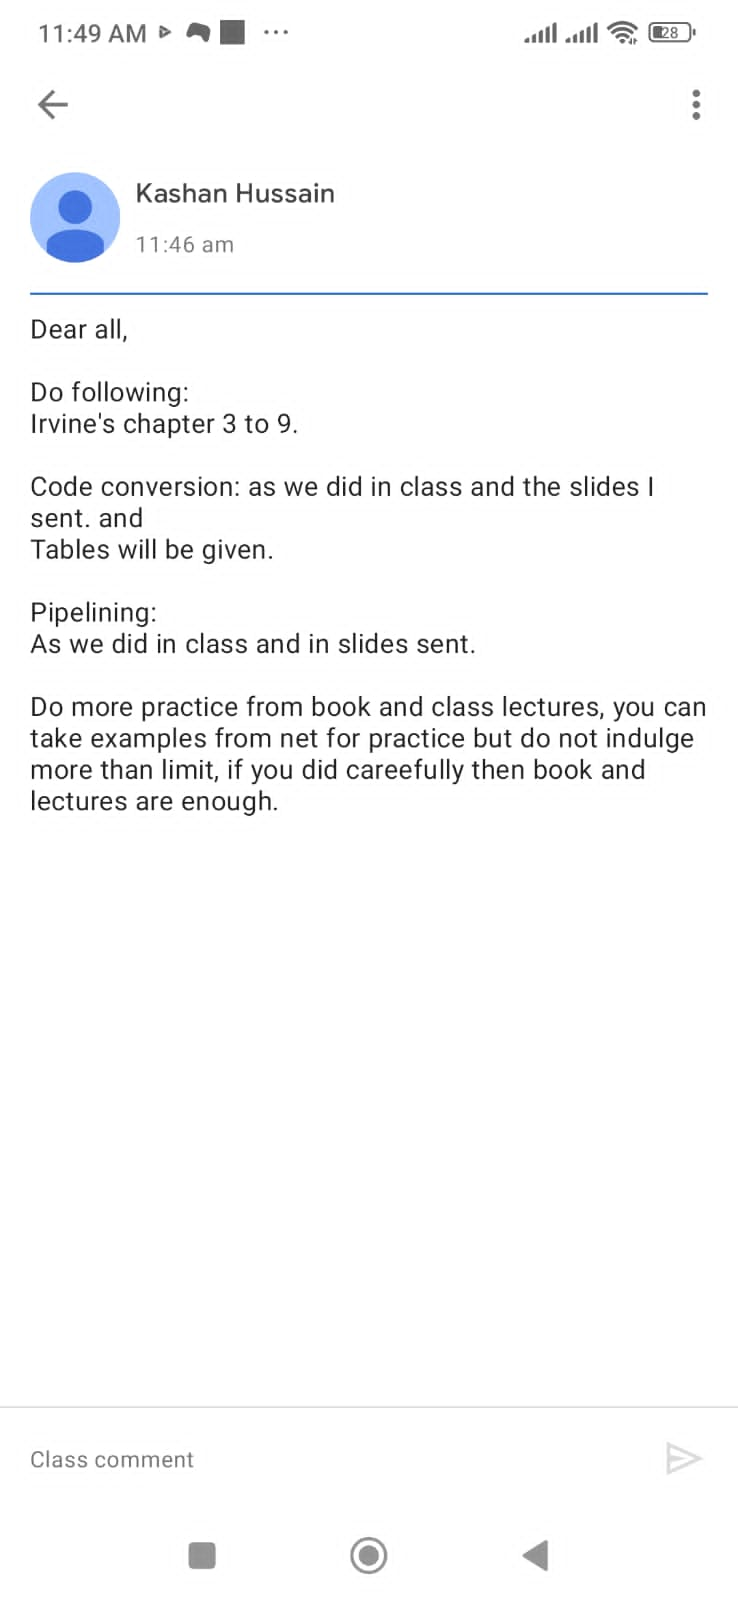 11:49 AM
28
Kashan Hussain
11:46 am
Dear all,
Do following:
Irvine's chapter 3 to 9.
Code conversion: as we did in class and the slides I
sent. and
Tables will be given.
Pipelining:
As we did in class and in slides sent.
Do more practice from book and class lectures, you can
take examples from net for practice but do not indulge
more than limit, if you did careefully then book and
lectures are enough.
Class comment